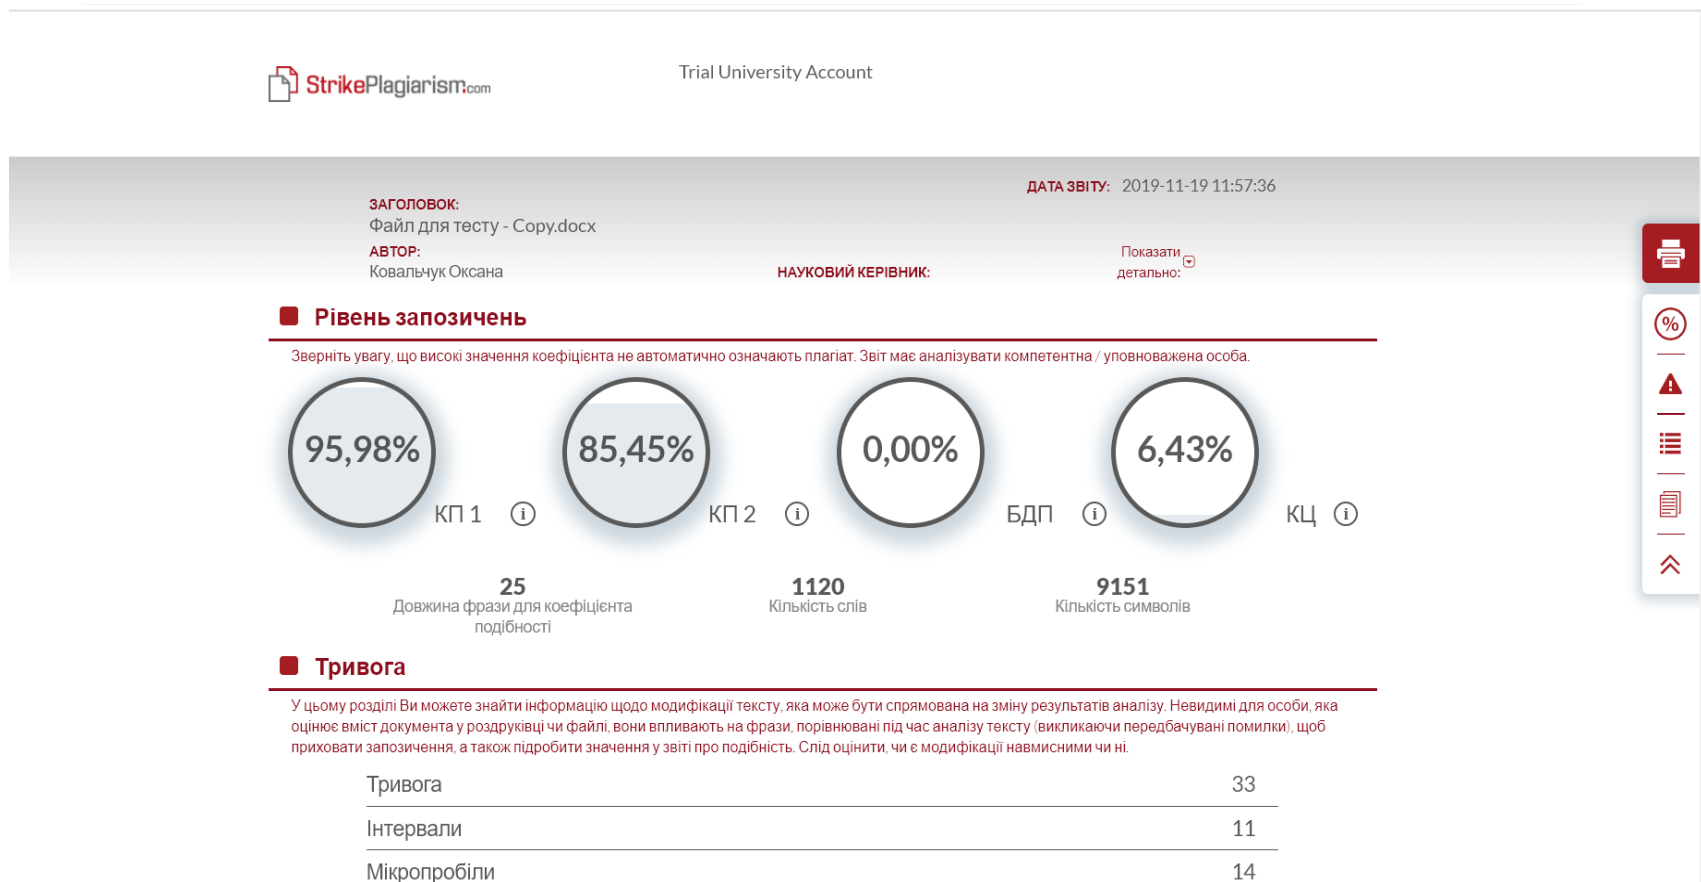 StrikePlagiarism.com
Trial University Account
ДАТА ЗВІТУ: 2019-11-19 11:57:36
ЗАГОЛОВОК:
Файл для тесту - Copy.docx
АВТОР:
Ковальчук Оксана
НАУКОВИЙ КЕРІВНИК:
Показати
детально:
Рівень запозичень
Зверніть увагу, що високі значення коефіцієнта не автоматично означають плагіат. Звіт має аналізувати компетентна / уповноважена особа.
95,98%
КП 1
85,45%
КП 2
0,00%
БДП
6,43%
КЦ
25
Довжина фрази для коефіцієнта
подібності
1120
Кількість слів
9151
Кількість символів
Тривога
У цьому розділі Ви можете знайти інформацію щодо модифікації тексту, яка може бути спрямована на зміну результатів аналізу. Невидимі для особи, яка
оцінює вміст документа у роздруківці чи файлі, вони впливають на фрази, порівнювані під час аналізу тексту (викликаючи передбачувані помилки), щоб
приховати запозичення, а також підробити значення у звіті про подібність. Слід оцінити, чи є модифікації навмисними чи ні.
Тривога 33
Інтервали 11
Мікропробіли 14